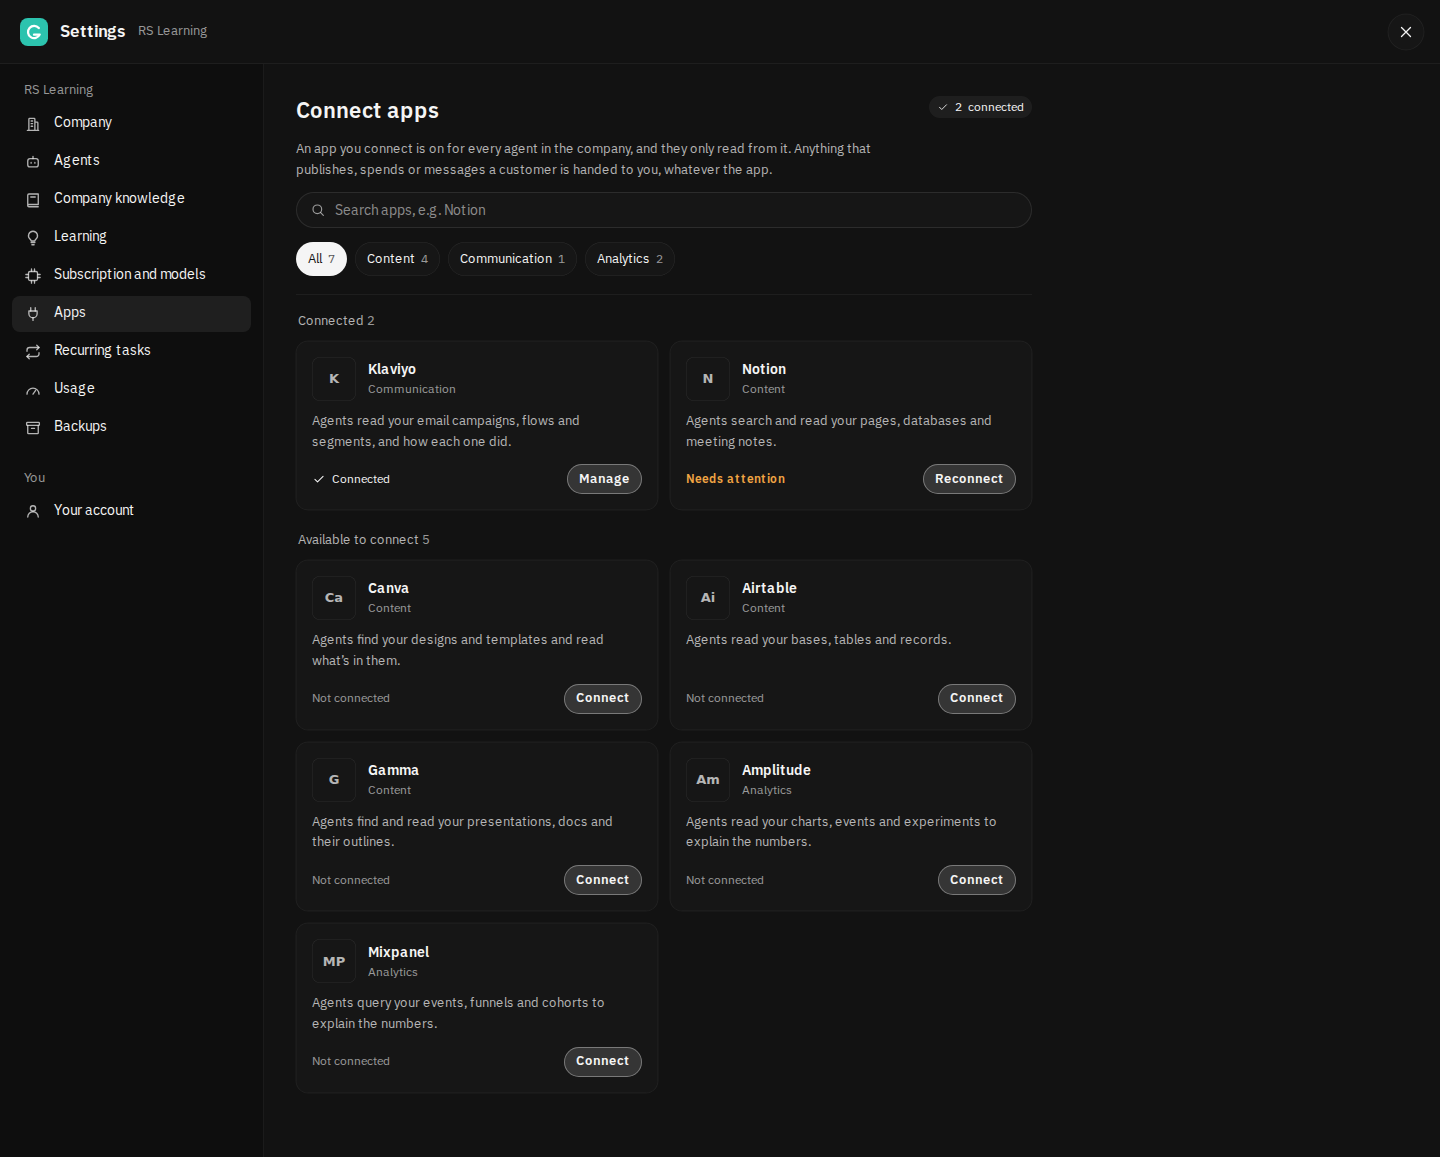 Settings RS Learning
RS Learning
Company
Agents
Company knowledge
Learning
Subscription and models
Apps
Recurring tasks
Usage
Backups
You
Your account
Connect apps
2 connected
An app you connect is on for every agent in the company, and they only read from it. Anything that
publishes, spends or messages a customer is handed to you, whatever the app.
Search apps, e.g. Notion
All 7 Content 4 Communication 1 Analytics 2
Connected 2
K
Klaviyo
Communication
Agents read your email campaigns, flows and
segments, and how each one did.
Connected
Manage
N
Notion
Content
Agents search and read your pages, databases and
meeting notes.
Needs attention
Reconnect
Available to connect 5
Ca
Canva
Content
Agents find your designs and templates and read
what's in them.
Not connected
Connect
Ai
Airtable
Content
Agents read your bases, tables and records.
Not connected
Connect
G
Gamma
Content
Agents find and read your presentations, docs and
their outlines.
Not connected
Connect
Am
Amplitude
Analytics
Agents read your charts, events and experiments to
explain the numbers.
Not connected
Connect
MP
Mixpanel
Analytics
Agents query your events, funnels and cohorts to
explain the numbers.
Not connected
Connect